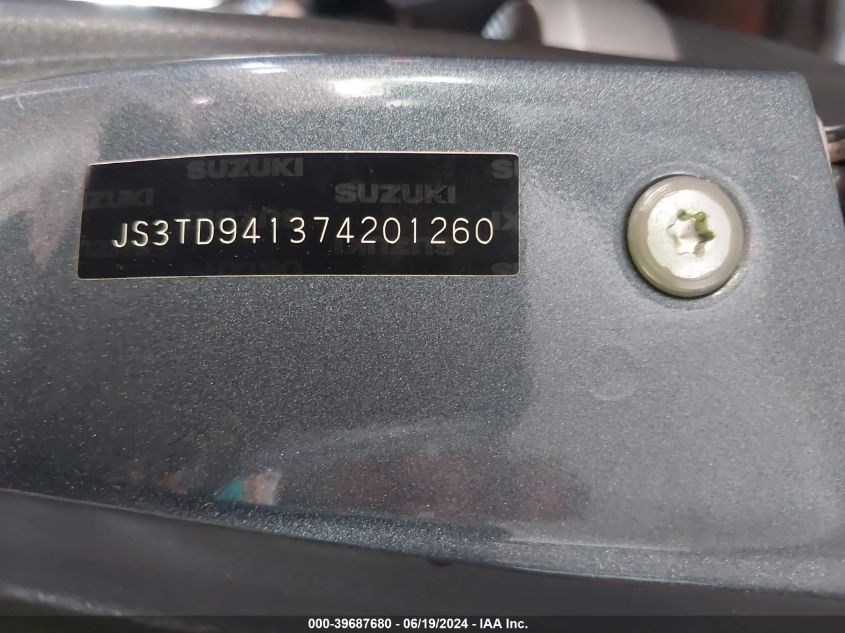 SUZUKI
SUZUKI
JS3TD941374201260
000-39687680 - 06/19/2024 - IAA Inc.